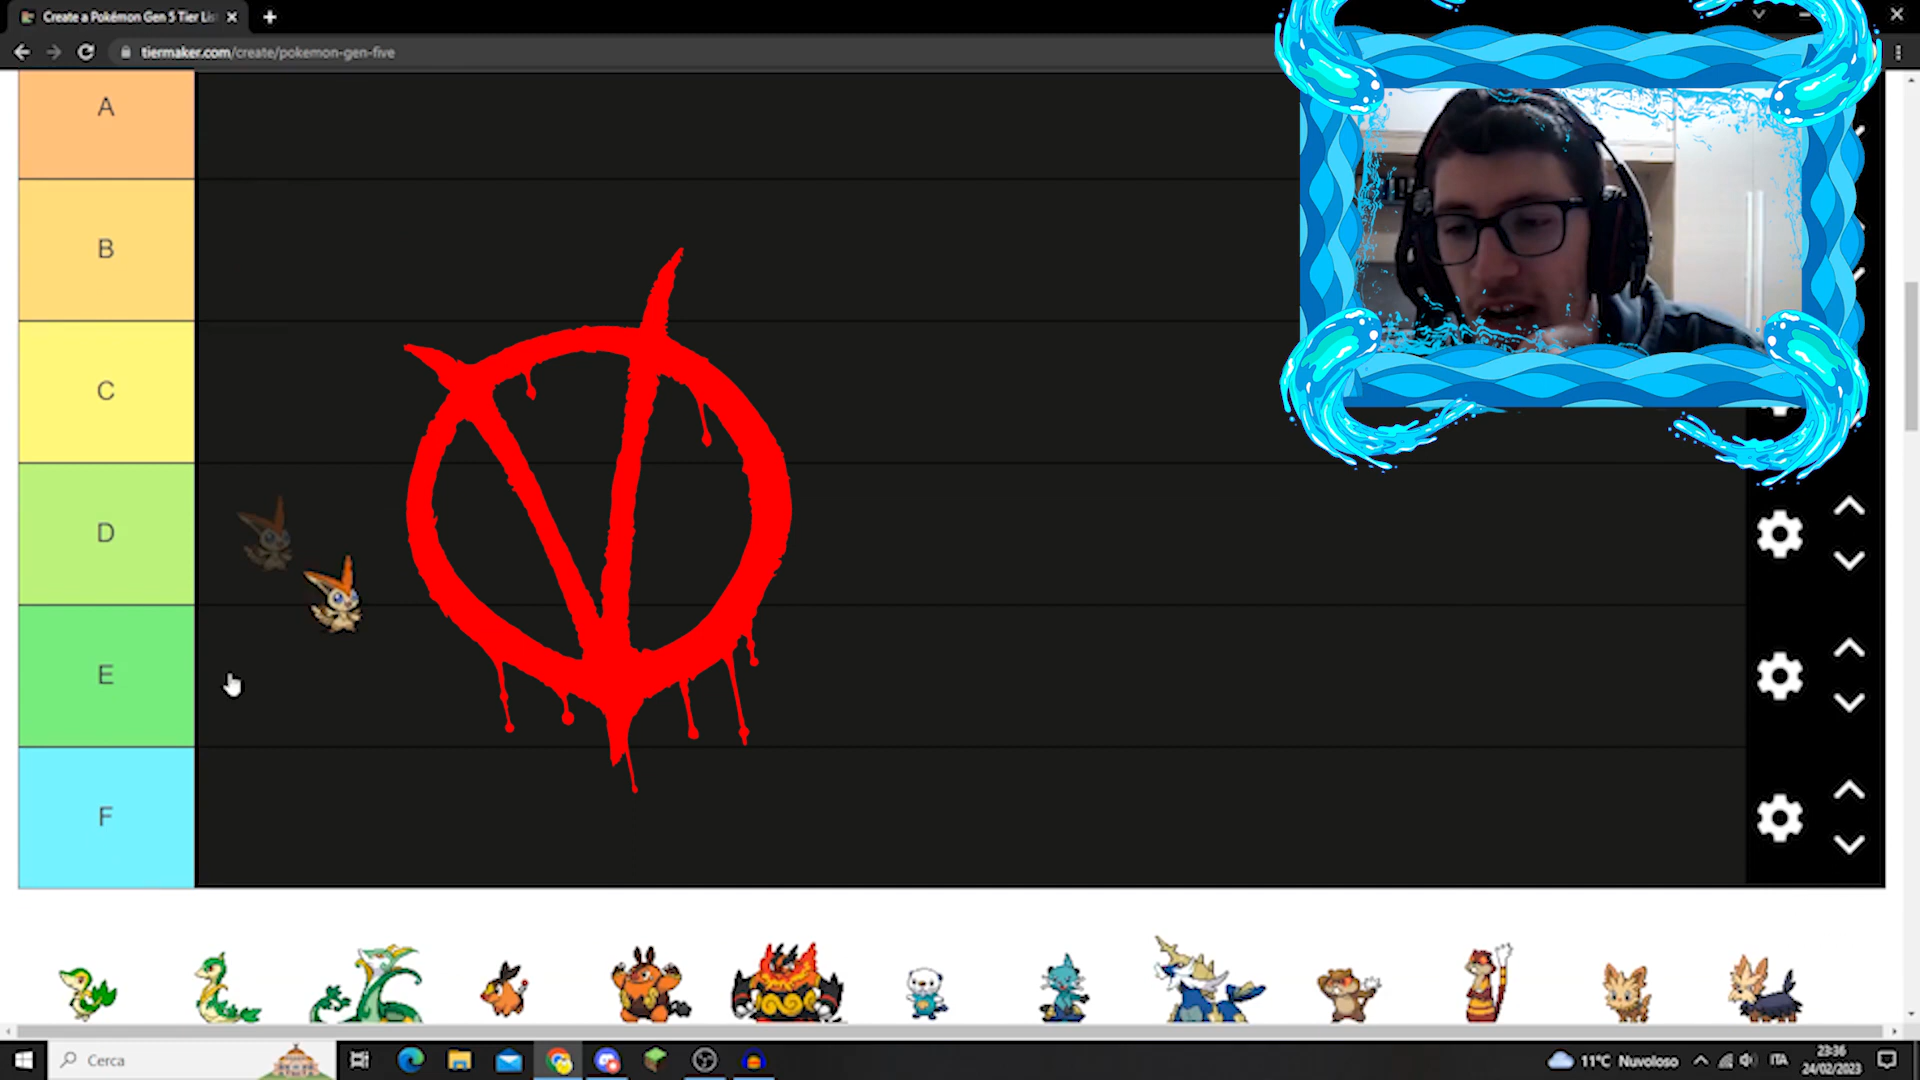 Create a Pokémon Gen 5 Tier Lis
tiermaker.com/create/pokemon-gen-five
A
B
C
D
E
F
V
Cerca
11°C Nuvoloso
ITA
23:36
24/02/2023